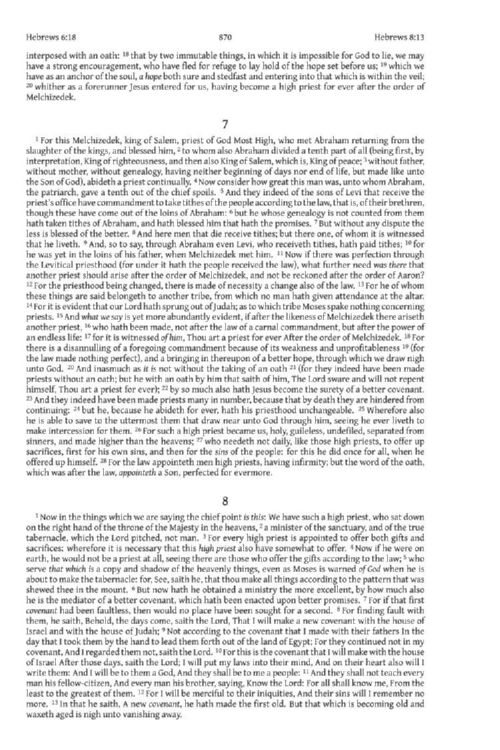 Hebrews 6:18 870 Hebrews 8:13
interposed with an oath: 18 that by two immutable things, in which it is impossible for God to lie, we may
have a strong encouragement, who have fled for refuge to lay hold of the hope set before us; 19 which we
have as an anchor of the soul, a hope both sure and stedfast and entering into that which is within the veil;
20 whither as a forerunner Jesus entered for us, having become a high priest for ever after the order of
Melchizedek.
7
1 For this Melchizedek, king of Salem, priest of God Most High, who met Abraham returning from the
slaughter of the kings, and blessed him, 2 to whom also Abraham divided a tenth part of all (being first, by
interpretation, King of righteousness, and then also King of Salem, which is, King of peace; 3 without father,
without mother, without genealogy, having neither beginning of days nor end of life, but made like unto
the Son of God), abideth a priest continually. 4 Now consider how great this man was, unto whom Abraham,
the patriarch, gave a tenth out of the chief spoils. 5 And they indeed of the sons of Levi that receive the
priest's office have commandment to take tithes of the people according to the law, that is, of their brethren,
though these have come out of the loins of Abraham: 6 but he whose genealogy is not counted from them
hath taken tithes of Abraham, and hath blessed him that hath the promises. 7 But without any dispute the
less is blessed of the better. 8 And here men that die receive tithes; but there one, of whom it is witnessed
that he liveth. 9 And, so to say, through Abraham even Levi, who receiveth tithes, hath paid tithes; 10 for
he was yet in the loins of his father, when Melchizedek met him. 11 Now if there was perfection through
the Levitical priesthood (for under it hath the people received the law), what further need was there that
another priest should arise after the order of Melchizedek, and not be reckoned after the order of Aaron?
12 For the priesthood being changed, there is made of necessity a change also of the law. 13 For he of whom
these things are said belongeth to another tribe, from which no man hath given attendance at the altar.
14 For it is evident that our Lord hath sprung out of Judah; as to which tribe Moses spake nothing concerning
priests. 15 And what we say is yet more abundantly evident, if after the likeness of Melchizedek there ariseth
another priest, 16 who hath been made, not after the law of a carnal commandment, but after the power of
an endless life: 17 for it is witnessed of him, Thou art a priest for ever After the order of Melchizedek. 18 For
there is a disannulling of a foregoing commandment because of its weakness and unprofitableness 19 (for
the law made nothing perfect), and a bringing in thereupon of a better hope, through which we draw nigh
unto God. 20 And inasmuch as it is not without the taking of an oath 21 (for they indeed have been made
priests without an oath; but he with an oath by him that saith of him, The Lord sware and will not repent
himself, Thou art a priest for ever); 22 by so much also hath Jesus become the surety of a better covenant.
23 And they indeed have been made priests many in number, because that by death they are hindered from
continuing: 24 but he, because he abideth for ever, hath his priesthood unchangeable. 25 Wherefore also
he is able to save to the uttermost them that draw near unto God through him, seeing he ever liveth to
make intercession for them. 26 For such a high priest became us, holy, guileless, undefiled, separated from
sinners, and made higher than the heavens; 27 who needeth not daily, like those high priests, to offer up
sacrifices, first for his own sins, and then for the sins of the people: for this he did once for all, when he
offered up himself. 28 For the law appointeth men high priests, having infirmity; but the word of the oath,
which was after the law, appointeth a Son, perfected for evermore.
8
1 Now in the things which we are saying the chief point is this: We have such a high priest, who sat down
on the right hand of the throne of the Majesty in the heavens, 2 a minister of the sanctuary, and of the true
tabernacle, which the Lord pitched, not man. 3 For every high priest is appointed to offer both gifts and
sacrifices: wherefore it is necessary that this high priest also have somewhat to offer. 4 Now if he were on
earth, he would not be a priest at all, seeing there are those who offer the gifts according to the law; 5 who
serve that which is a copy and shadow of the heavenly things, even as Moses is warned of God when he is
about to make the tabernacle: for, See, saith he, that thou make all things according to the pattern that was
shewed thee in the mount. 6 But now hath he obtained a ministry the more excellent, by how much also
he is the mediator of a better covenant, which hath been enacted upon better promises. 7 For if that first
covenant had been faultless, then would no place have been sought for a second. 8 For finding fault with
them, he saith, Behold, the days come, saith the Lord, That I will make a new covenant with the house of
Israel and with the house of Judah; 9 Not according to the covenant that I made with their fathers In the
day that I took them by the hand to lead them forth out of the land of Egypt; For they continued not in my
covenant, And I regarded them not, saith the Lord. 10 For this is the covenant that I will make with the house
of Israel After those days, saith the Lord; I will put my laws into their mind, And on their heart also will I
write them: And I will be to them a God, And they shall be to me a people: 11 And they shall not teach every
man his fellow-citizen, And every man his brother, saying, Know the Lord: For all shall know me, From the
least to the greatest of them. 12 For I will be merciful to their iniquities, And their sins will I remember no
more. 13 In that he saith, A new covenant, he hath made the first old. But that which is becoming old and
waxeth aged is nigh unto vanishing away.